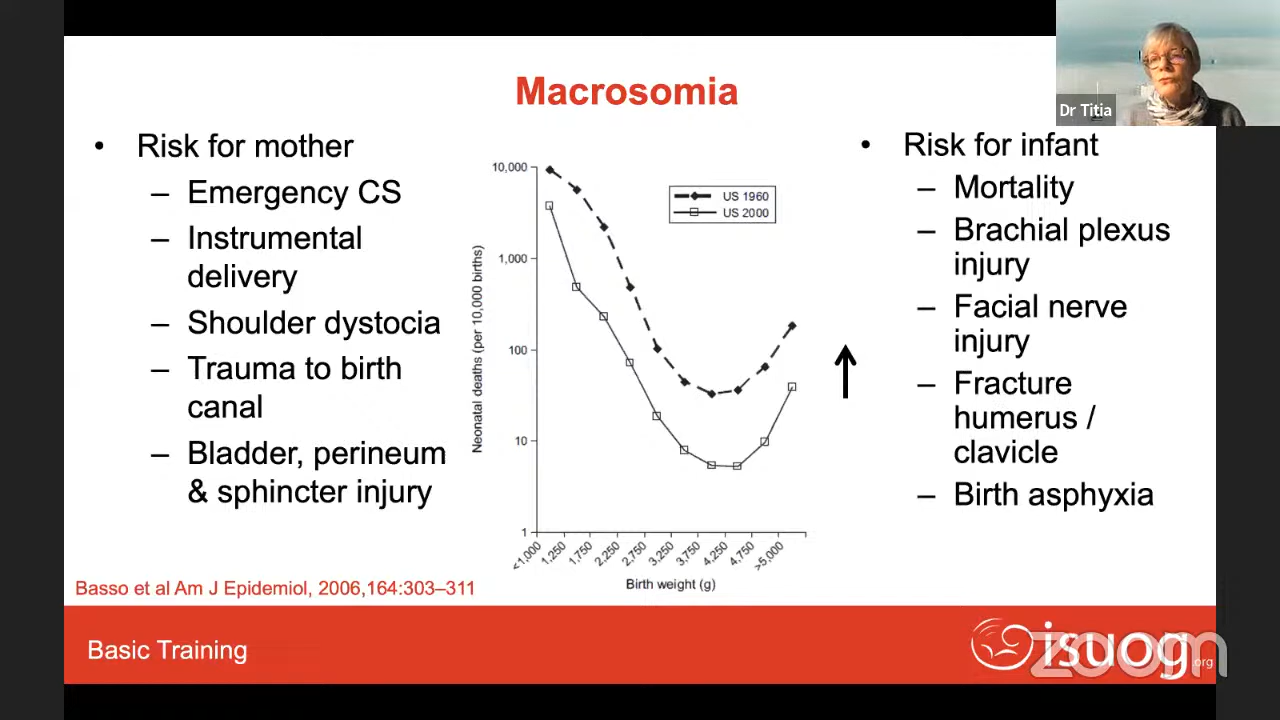 Macrosomia
Dr Titia
• Risk for mother
– Emergency CS
– Instrumental
delivery
– Shoulder dystocia
– Trauma to birth
canal
– Bladder, perineum
& sphincter injury
10,000
1,000
100
10
1
Neonatal deaths (per 10,000 births)
US 1960
US 2000
<1,000
1,250
1,750
2,250
2,750
3,250
3,750
4,250
4,750
>5,000
Birth weight (g)
• Risk for infant
– Mortality
– Brachial plexus
injury
– Facial nerve
injury
– Fracture
humerus /
clavicle
– Birth asphyxia
Basso et al Am J Epidemiol, 2006,164:303–311
Basic Training
isuog.org
zoom